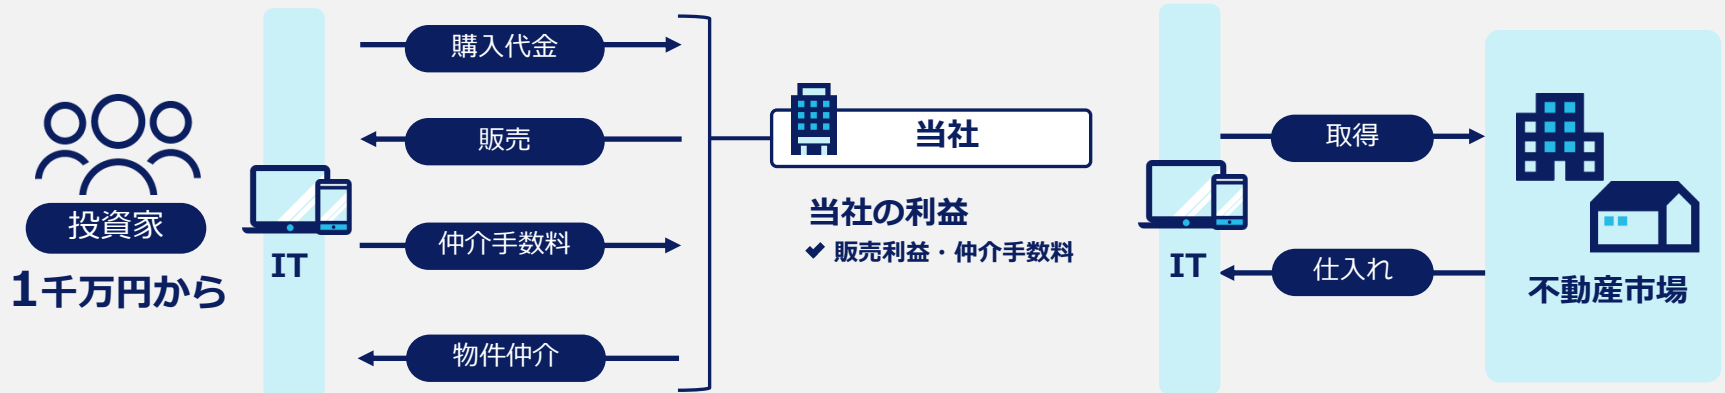 購入代金
販売
仲介手数料
物件仲介
投資家
1千万円から
IT
当社
当社の利益
販売利益・仲介手数料
IT
取得
仕入れ
不動産市場